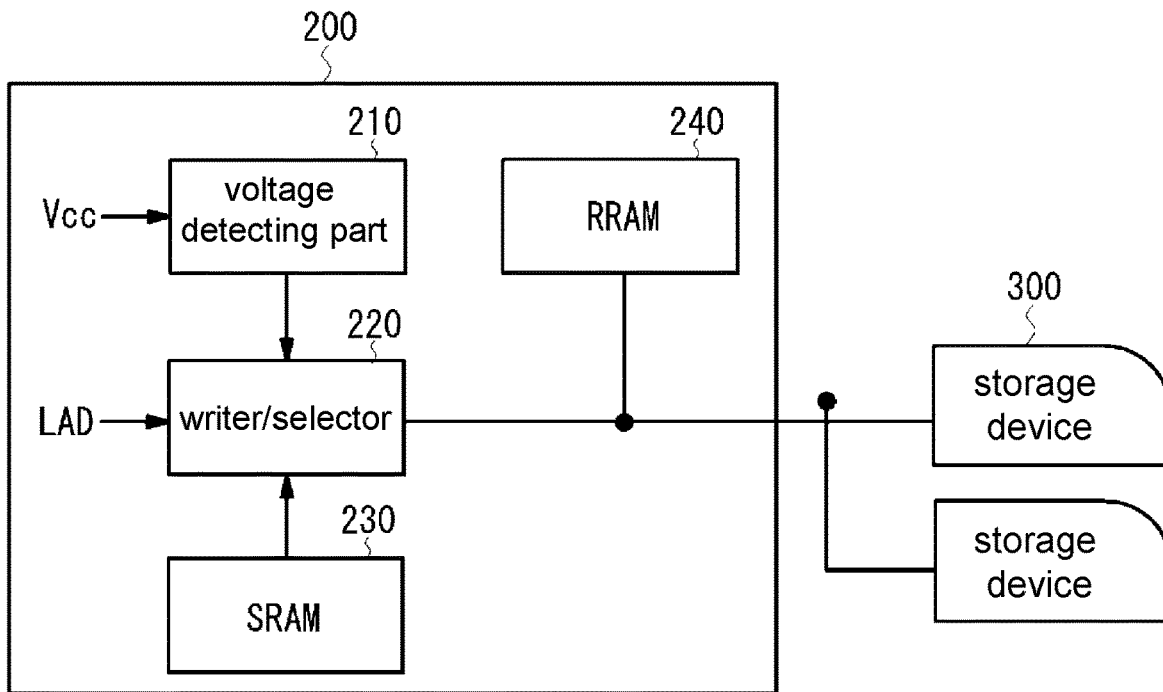 200
210
240
voltage
detecting part
Vcc
RRAM
300
220
storage
device
LAD
writer/selector
230
storage
device
SRAM